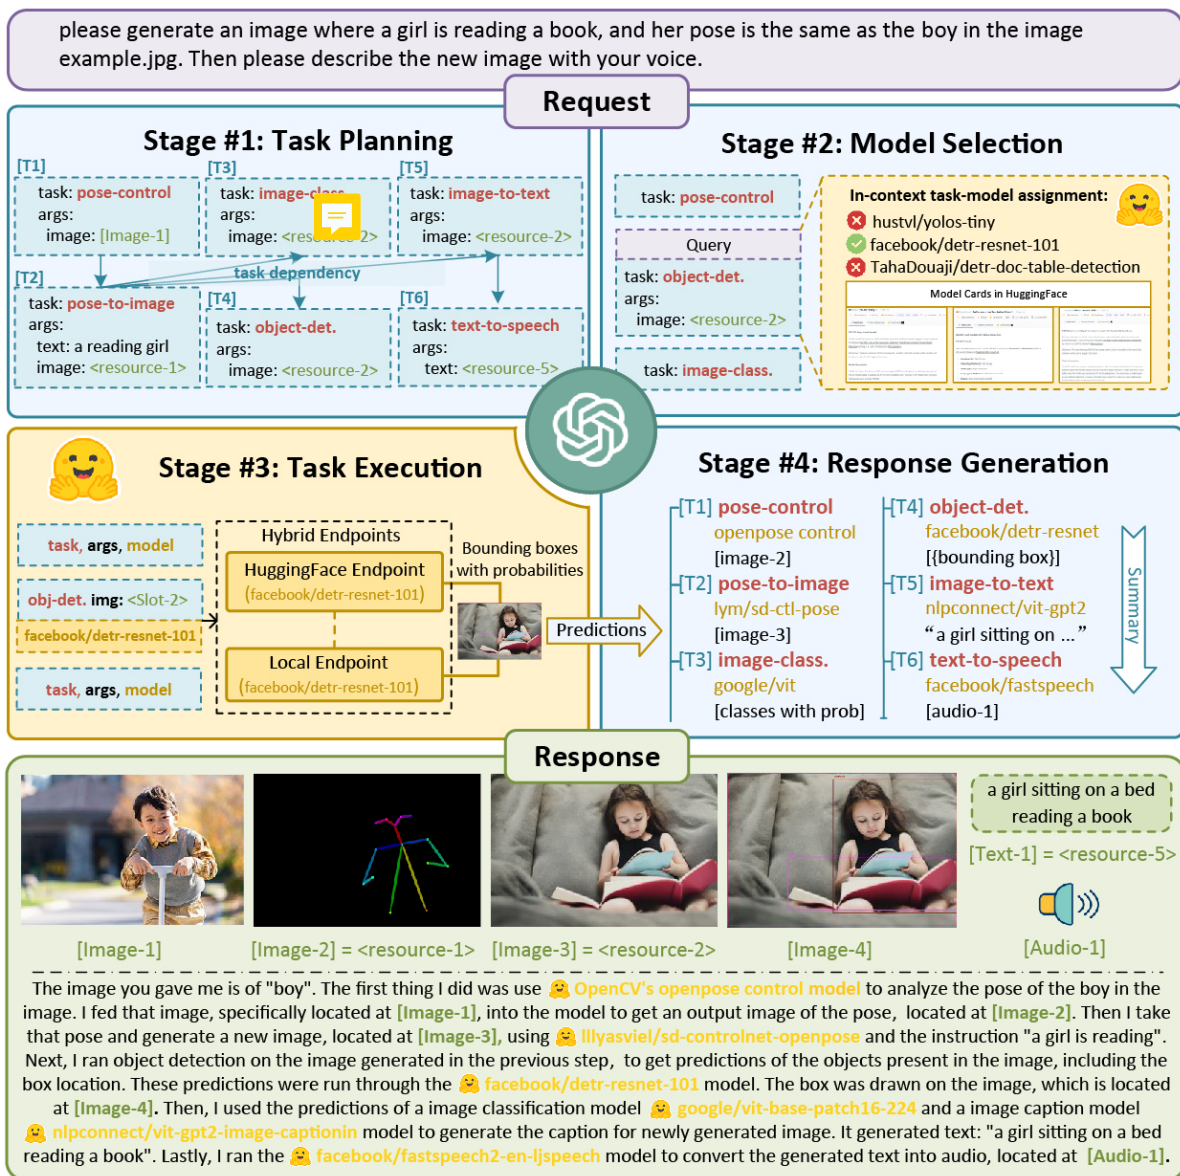 please generate an image where a girl is reading a book, and her pose is the same as the boy in the image
example.jpg. Then please describe the new image with your voice.
Request
Stage #1: Task Planning
[T1]
task: pose-control
args:
image: [Image-1]
[T3]
task: image-class.
args:
image: <resource-2>
[T5]
task: image-to-text
args:
image: <resource-2>
task dependency
[T2]
task: pose-to-image
args:
text: a reading girl
image: <resource-1>
[T4]
task: object-det.
args:
image: <resource-2>
[T6]
task: text-to-speech
args:
text: <resource-5>
Stage #2: Model Selection
task: pose-control
Query
task: object-det.
args:
image: <resource-2>
task: image-class.
In-context task-model assignment:
hustvl/yolos-tiny
facebook/detr-resnet-101
TahaDouaji/detr-doc-table-detection
Model Cards in HuggingFace
Stage #3: Task Execution
task, args, model
obj-det. img: <Slot-2>
facebook/detr-resnet-101
task, args, model
Hybrid Endpoints
HuggingFace Endpoint
(facebook/detr-resnet-101)
Local Endpoint
(facebook/detr-resnet-101)
Bounding boxes
with probabilities
Predictions
Stage #4: Response Generation
[T1] pose-control
openpose control
[image-2]
[T2] pose-to-image
lym/sd-ctl-pose
[image-3]
[T3] image-class.
google/vit
[classes with prob]
[T4] object-det.
facebook/detr-resnet
[{bounding box}]
[T5] image-to-text
nlpconnect/vit-gpt2
“a girl sitting on ...”
[T6] text-to-speech
facebook/fastspeech
[audio-1]
Summary
Response
a girl sitting on a bed
reading a book
[Text-1] = <resource-5>
[Image-1]
[Image-2] = <resource-1>
[Image-3] = <resource-2>
[Image-4]
[Audio-1]
The image you gave me is of "boy". The first thing I did was use OpenCV's openpose control model to analyze the pose of the boy in the
image. I fed that image, specifically located at [Image-1], into the model to get an output image of the pose, located at [Image-2]. Then I take
that pose and generate a new image, located at [Image-3], using lllyasviel/sd-controlnet-openpose and the instruction "a girl is reading".
Next, I ran object detection on the image generated in the previous step, to get predictions of the objects present in the image, including the
box location. These predictions were run through the facebook/detr-resnet-101 model. The box was drawn on the image, which is located
at [Image-4]. Then, I used the predictions of a image classification model google/vit-base-patch16-224 and a image caption model
nlpconnect/vit-gpt2-image-captionin model to generate the caption for newly generated image. It generated text: "a girl sitting on a bed
reading a book". Lastly, I ran the facebook/fastspeech2-en-ljspeech model to convert the generated text into audio, located at [Audio-1].